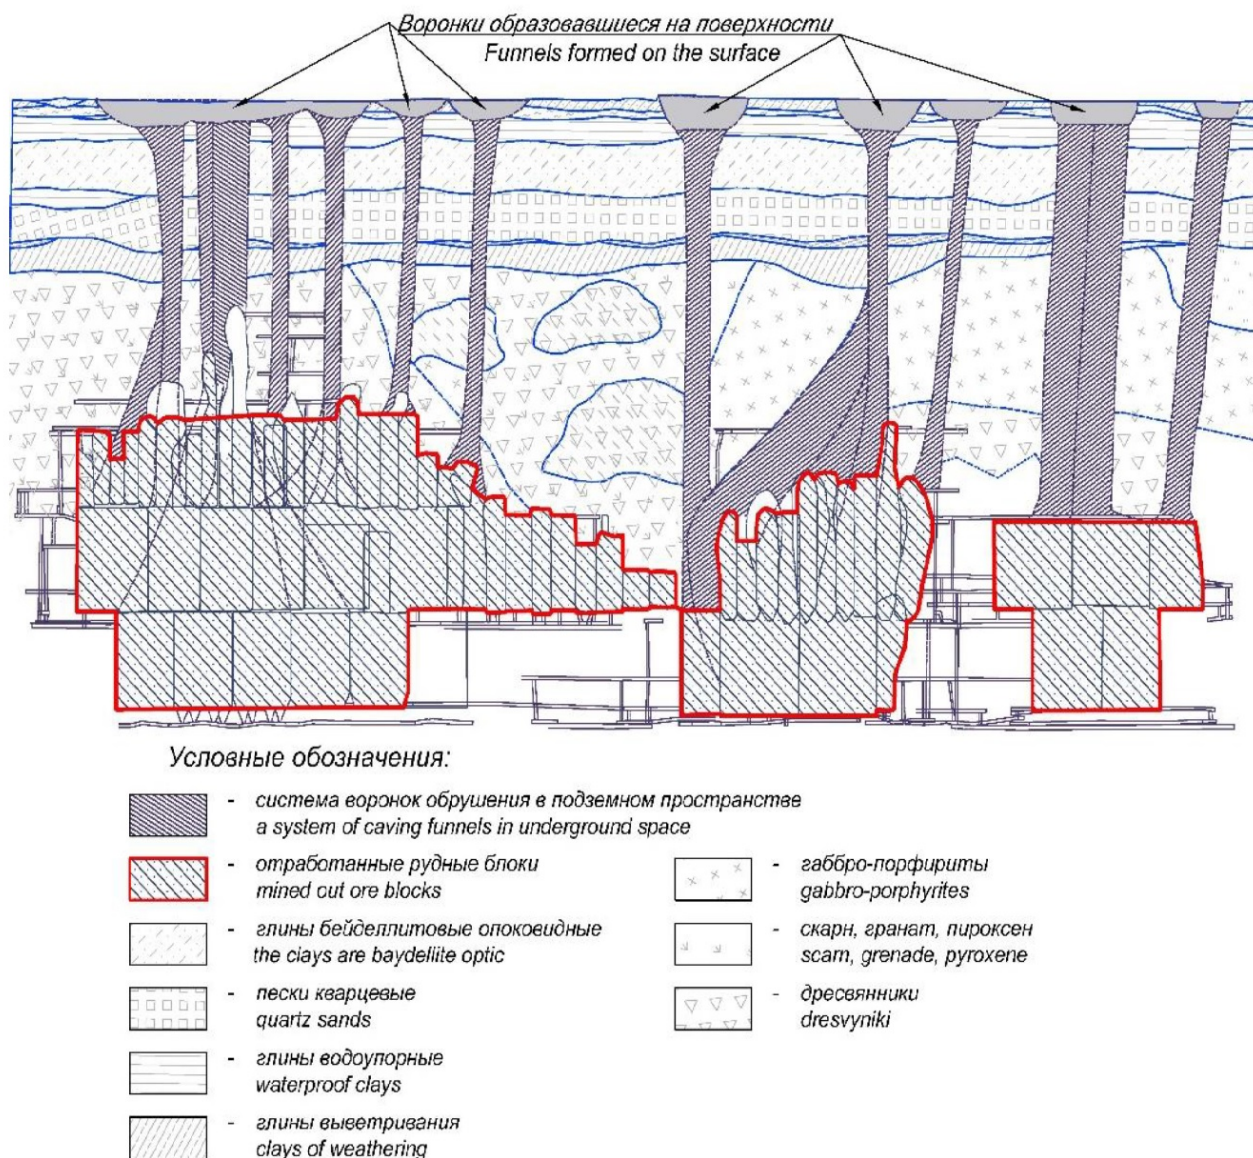 Воронки образовавшиеся на поверхности
Funnels formed on the surface
Условные обозначения:
- система воронок обрушения в подземном пространстве
a system of caving funnels in underground space
- отработанные рудные блоки
mined out ore blocks
- глины бейделлитовые опоковидные
the clays are baydellite optic
- пески кварцевые
quartz sands
- глины водоупорные
waterproof clays
- глины выветривания
clays of weathering
- габбро-порфириты
gabbro-porphyrites
- скарн, гранат, пироксен
scarn, grenade, pyroxene
- дресвянники
dresvyniki